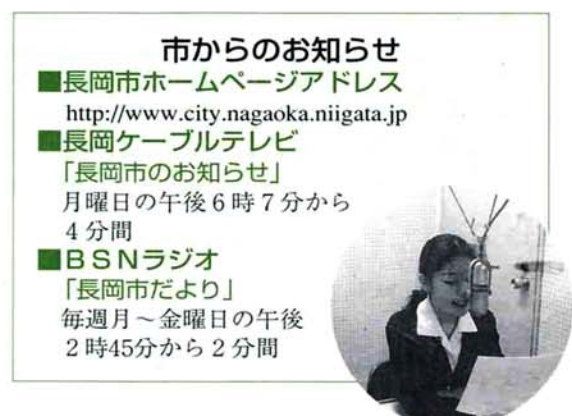 市からのお知らせ
■長岡市ホームページアドレス
http://www.city.nagaoka.niigata.jp
■長岡ケーブルテレビ
「長岡市のお知らせ」
月曜日の午後6時7分から
4分間
■BSNラジオ
「長岡市だより」
毎週月～金曜日の午後
2時45分から2分間